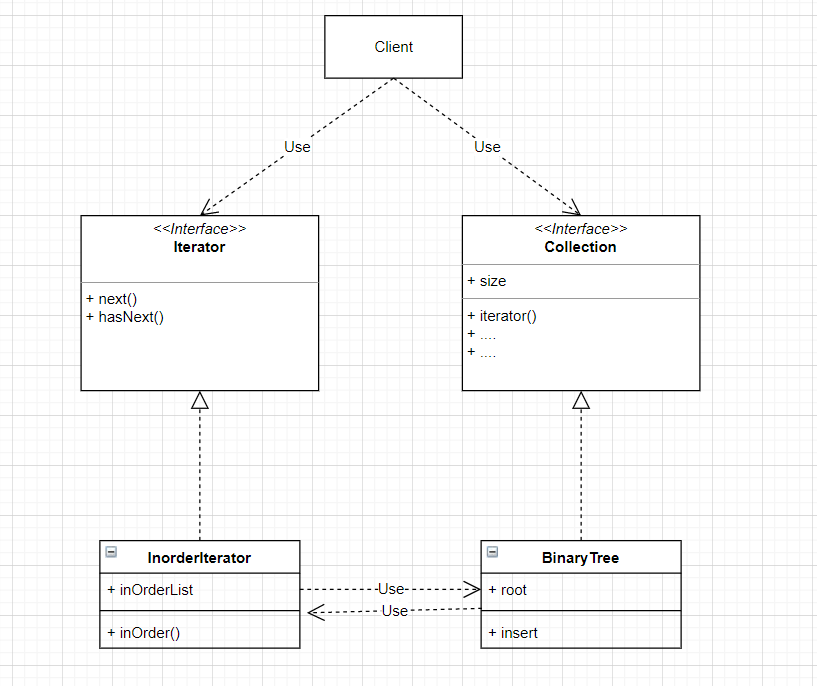 Client
Use
Use
<<Interface>>
Iterator
+ next()
+ hasNext()
<<Interface>>
Collection
+ size
+ iterator()
+ ....
+ ....
InorderIterator
+ inOrderList
+ inOrder()
Use
Use
BinaryTree
+ root
+ insert